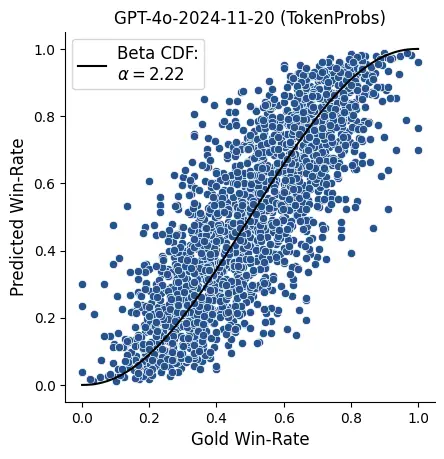 GPT-4o-2024-11-20 (TokenProbs)
Beta CDF:
α = 2.22
1.0
0.8
0.6
0.4
0.2
0.0
Predicted Win-Rate
0.0 0.2 0.4 0.6 0.8 1.0
Gold Win-Rate